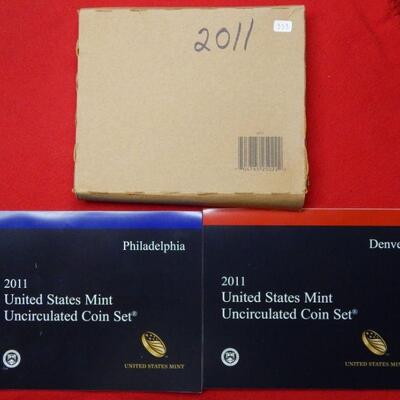 2011
353
Philadelphia
2011
United States Mint
Uncirculated Coin Set®
UNITED STATES MINT
Denve
2011
United States Mint
Uncirculated Coin Set®
UNITED STATES MINT